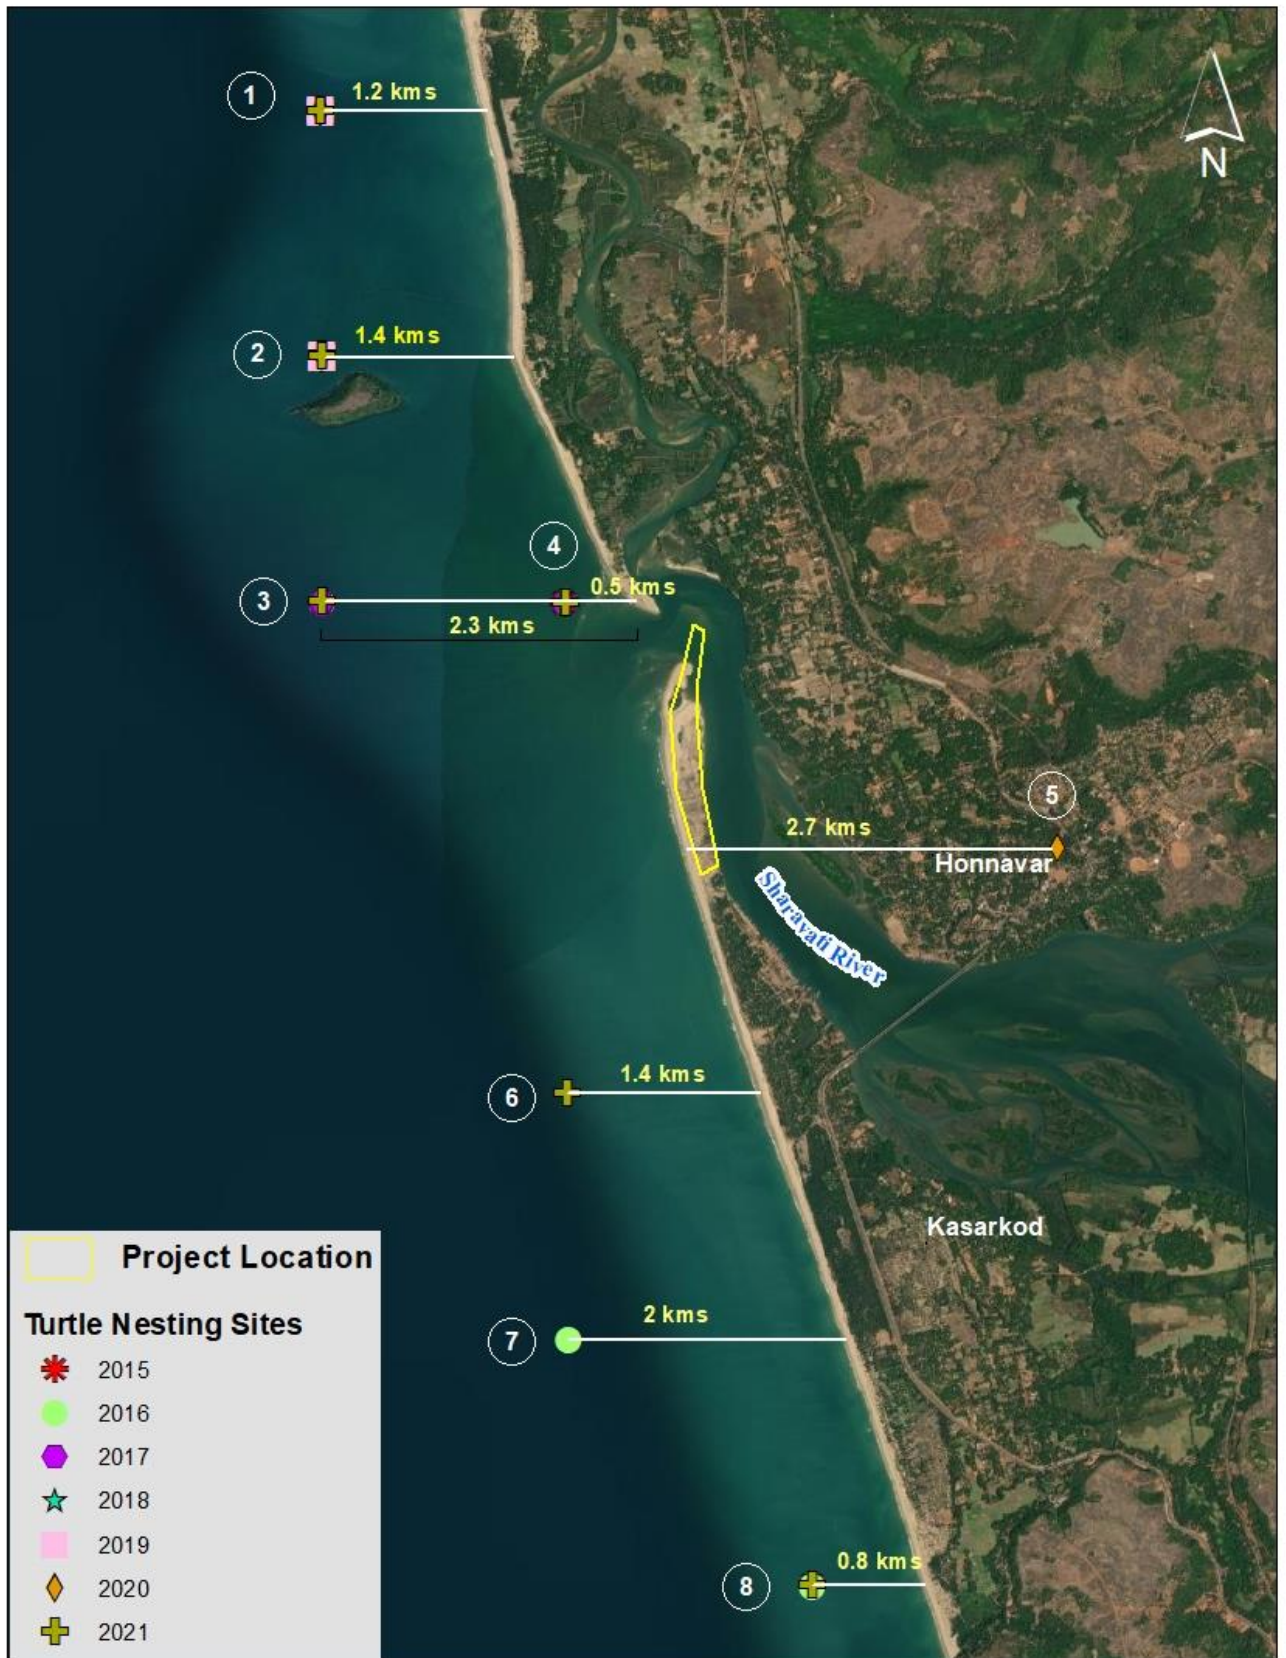 1
1.2 kms
N
2
1.4 kms
4
3
0.5 kms
2.3 kms
5
2.7 kms
Honnavar
Sharavati River
6
1.4 kms
Kasarkod
7
2 kms
8
0.8 kms
Project Location
Turtle Nesting Sites
2015
2016
2017
2018
2019
2020
2021